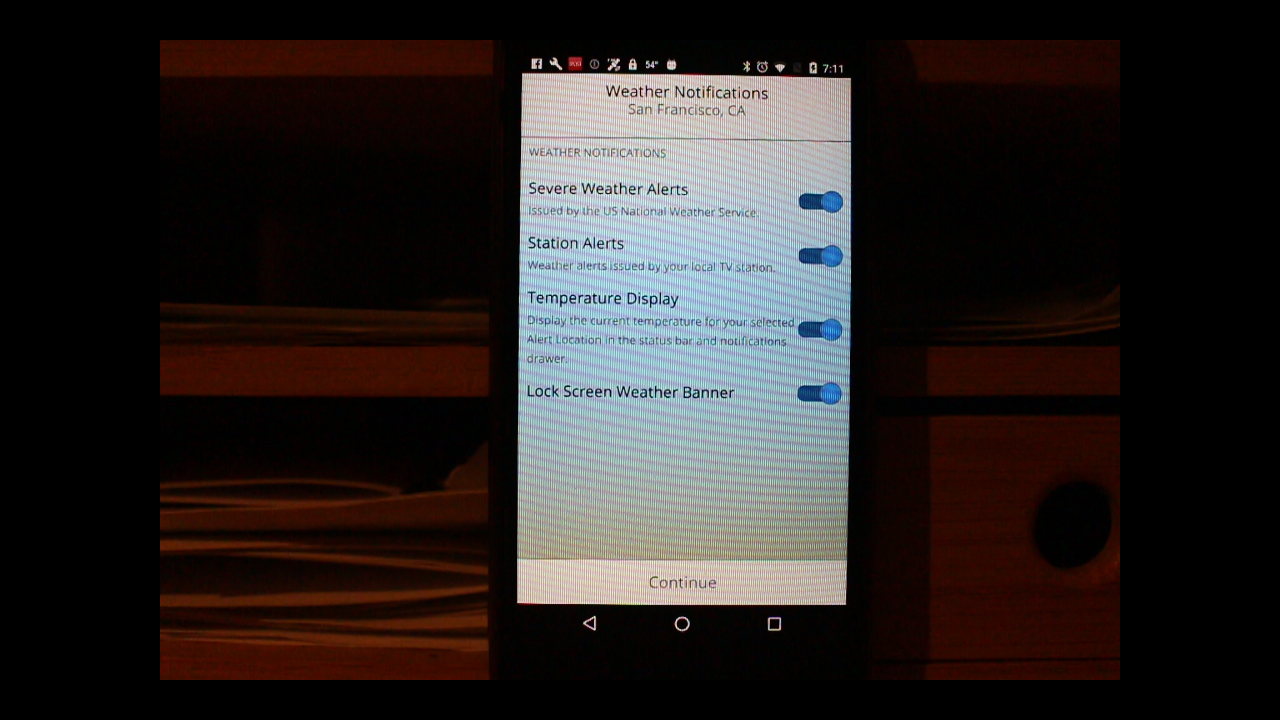 54° 7:11
Weather Notifications
San Francisco, CA
WEATHER NOTIFICATIONS
Severe Weather Alerts
Issued by the US National Weather Service.
Station Alerts
Weather alerts issued by your local TV station.
Temperature Display
Display the current temperature for your selected
Alert Location in the status bar and notifications
drawer.
Lock Screen Weather Banner
Continue